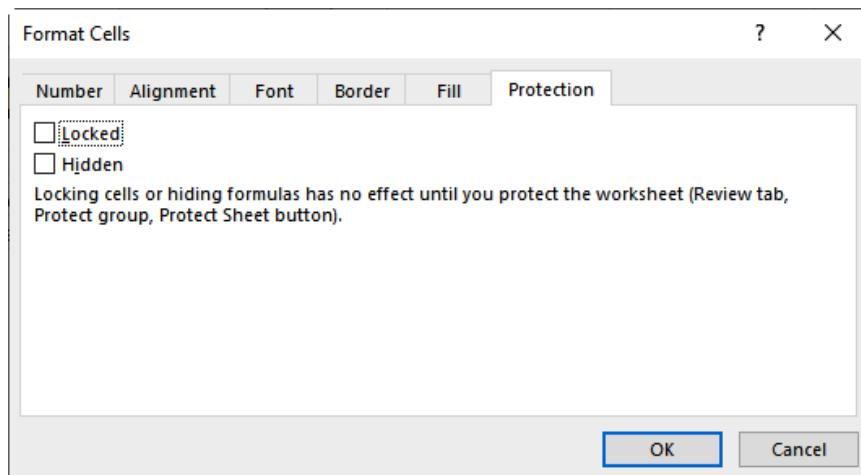 Format Cells ? ×
Number Alignment Font Border Fill Protection
Locked
Hidden
Locking cells or hiding formulas has no effect until you protect the worksheet (Review tab,
Protect group, Protect Sheet button).
OK Cancel